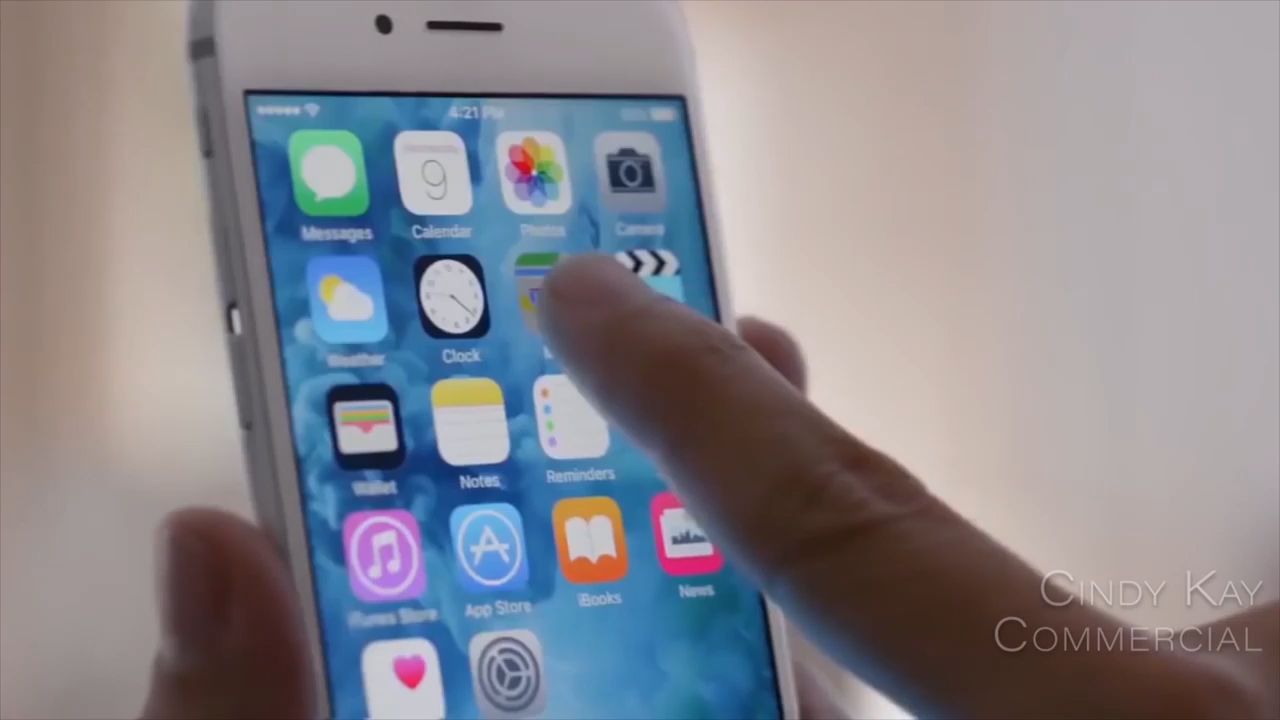 4:21 PM
9
Messages
Calendar
Photos
Camera
Weather
Clock
Wallet
Notes
Reminders
iTunes Store
App Store
iBooks
News
Cindy Kay
Commercial